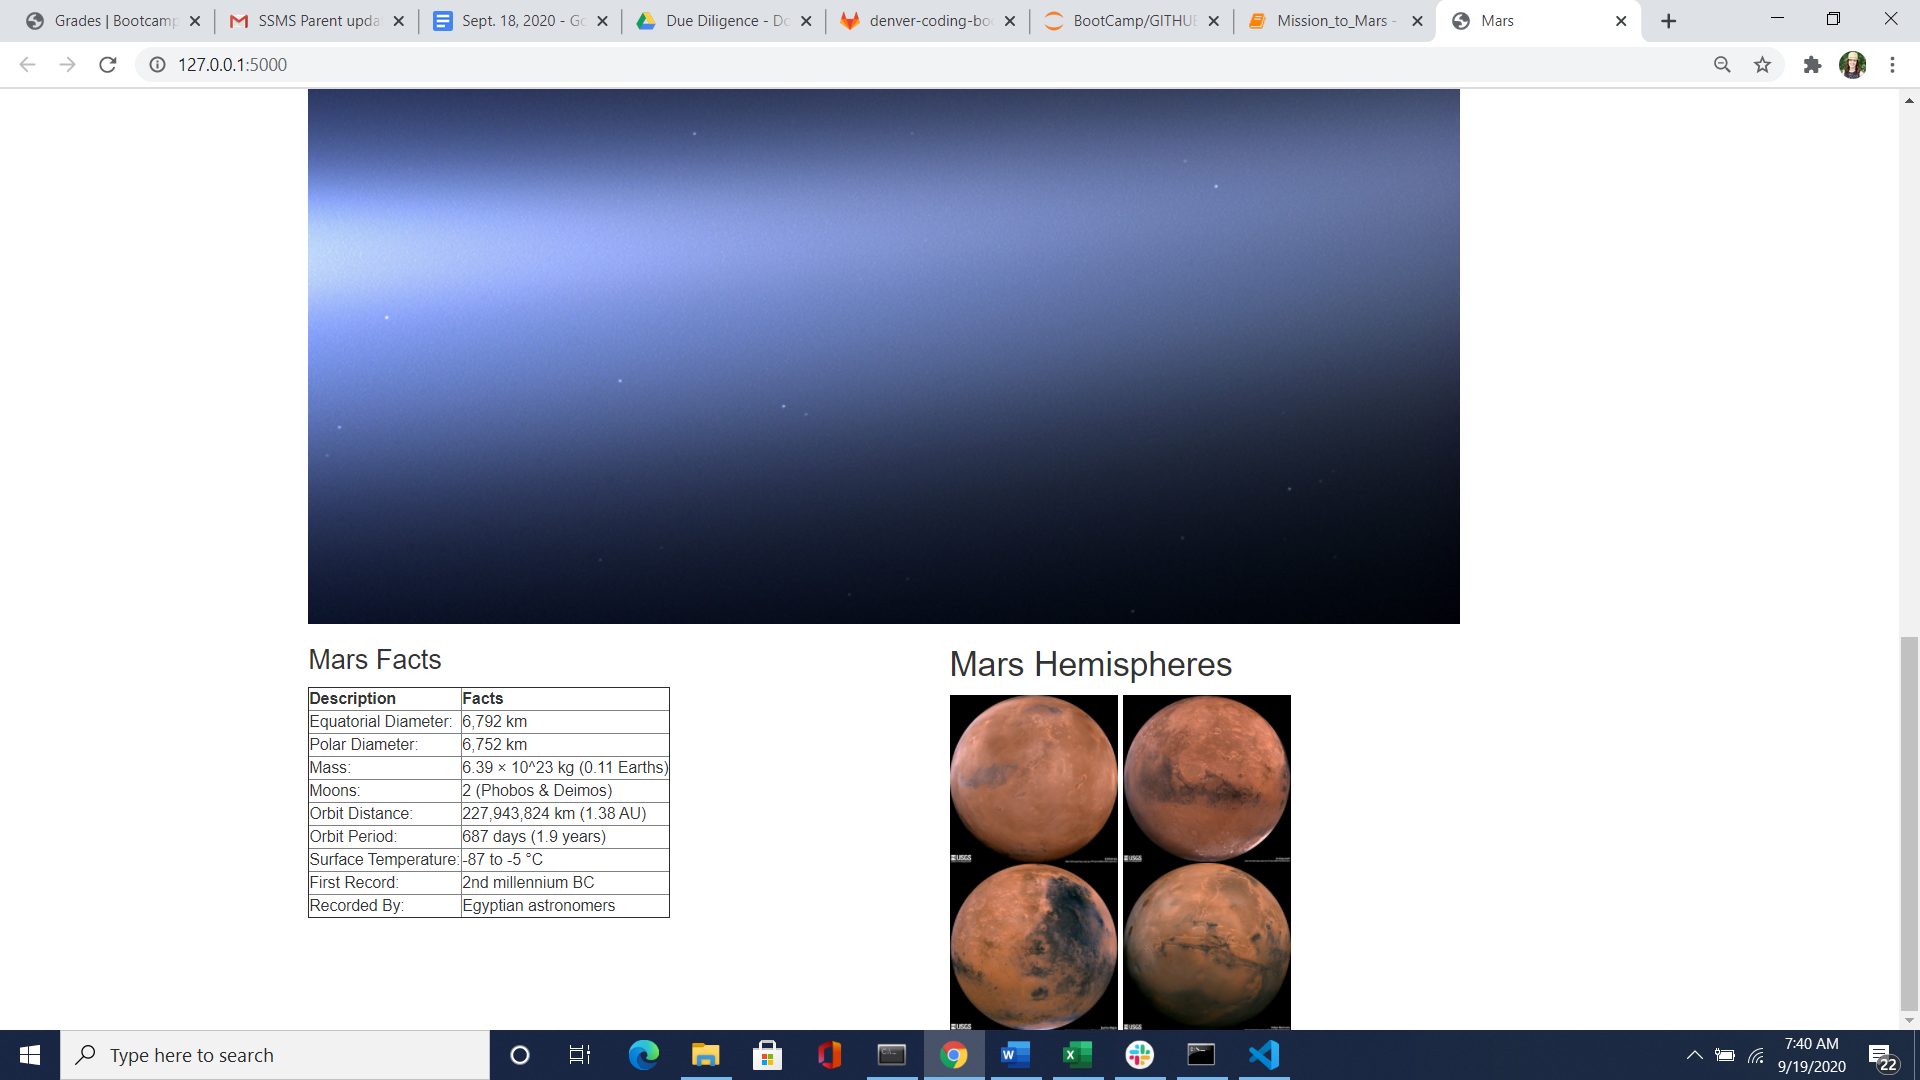 Grades | Bootcamp
SSMS Parent upda
Sept. 18, 2020 - Go
Due Diligence - Do
denver-coding-boo
BootCamp/GITHUB
Mission_to_Mars -
Mars
127.0.0.1:5000
Mars Facts
Description Facts
Equatorial Diameter: 6,792 km
Polar Diameter: 6,752 km
Mass: 6.39 × 10^23 kg (0.11 Earths)
Moons: 2 (Phobos & Deimos)
Orbit Distance: 227,943,824 km (1.38 AU)
Orbit Period: 687 days (1.9 years)
Surface Temperature: -87 to -5 °C
First Record: 2nd millennium BC
Recorded By: Egyptian astronomers
Mars Hemispheres
USGS
USGS
USGS
USGS
Type here to search
7:40 AM
9/19/2020
22